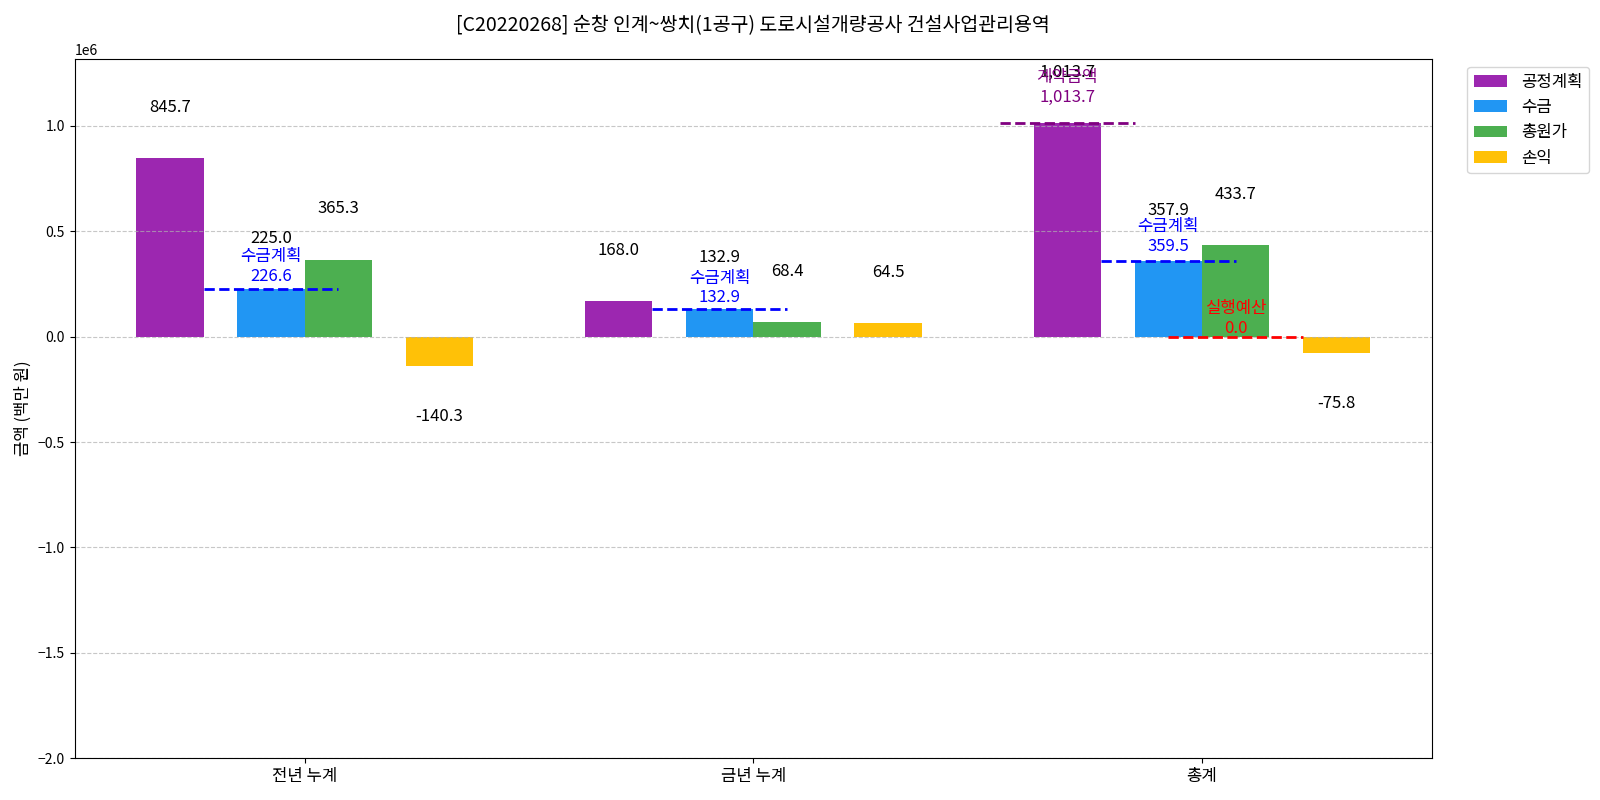 [C20220268] 순창 인계~쌍치(1공구) 도로시설개량공사 건설사업관리용역
1e6
1.0
0.5
0.0
−0.5
−1.0
−1.5
−2.0
금액 (백만 원)
845.7
225.0
수금계획
226.6
365.3
-140.3
168.0
132.9
수금계획
132.9
68.4
64.5
1,013.7
계약금액
1,013.7
357.9
수금계획
359.5
433.7
실행예산
0.0
-75.8
전년 누계
금년 누계
총계
공정계획
수금
총원가
손익